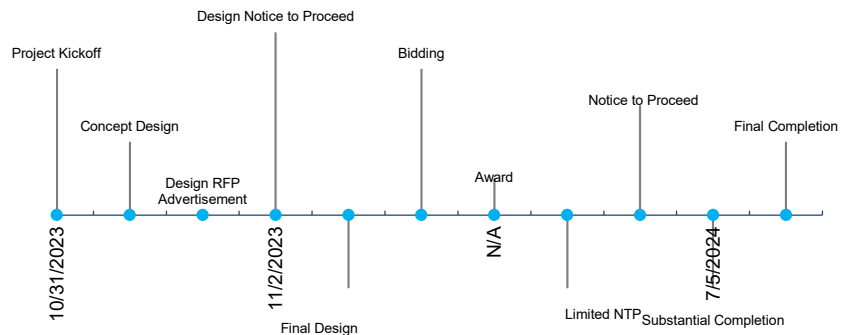 Design Notice to Proceed
Project Kickoff
Bidding
Notice to Proceed
Concept Design
Final Completion
Design RFP
Advertisement
Award
10/31/2023
11/2/2023
N/A
7/5/2024
Limited NTP
Substantial Completion
Final Design